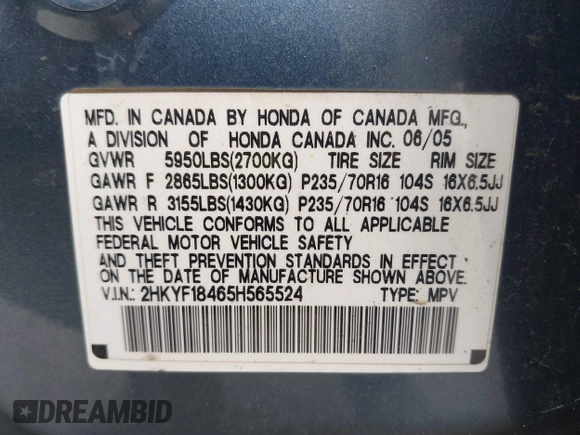 MFD. IN CANADA BY HONDA OF CANADA MFG.,
A DIVISION OF HONDA CANADA INC. 06/05
GVWR 5950LBS(2700KG) TIRE SIZE RIM SIZE
GAWR F 2865LBS(1300KG) P235/70R16 104S 16X6.5JJ
GAWR R 3155LBS(1430KG) P235/70R16 104S 16X6.5JJ
THIS VEHICLE CONFORMS TO ALL APPLICABLE
FEDERAL MOTOR VEHICLE SAFETY
AND THEFT PREVENTION STANDARDS IN EFFECT
ON THE DATE OF MANUFACTURE SHOWN ABOVE.
V.I.N.: 2HKYF18465H565524 TYPE: MPV
DREAMBID